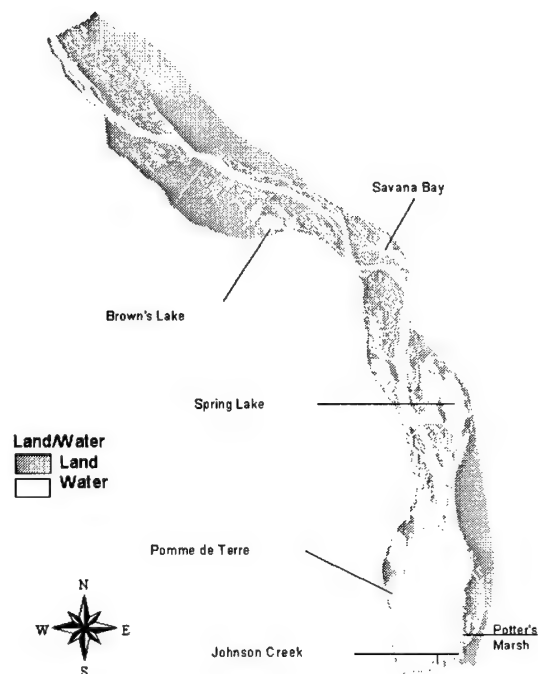 Savana Bay
Brown's Lake
Spring Lake
Land/Water
Land
Water
Pomme de Terre
N
W E
S
Potter's
Marsh
Johnson Creek